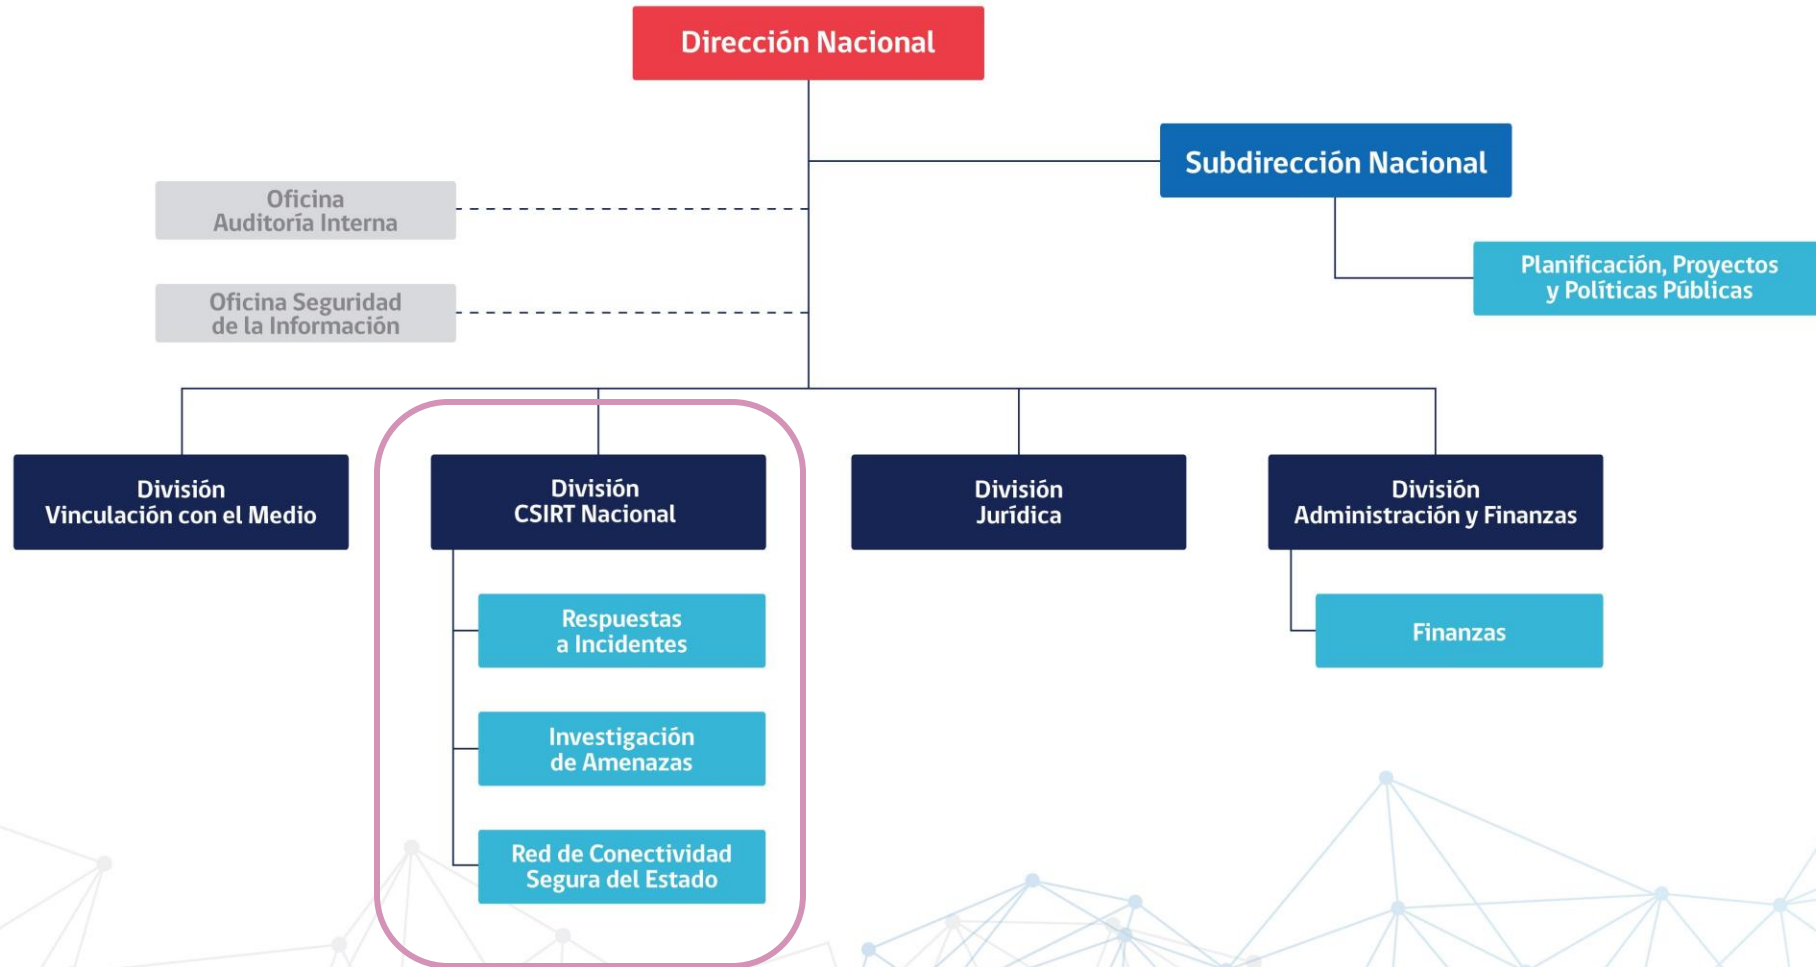 Dirección Nacional
Subdirección Nacional
Oficina
Auditoría Interna
Planificación, Proyectos
y Políticas Públicas
Oficina Seguridad
de la Información
División
Vinculación con el Medio
División
CSIRT Nacional
División
Jurídica
División
Administración y Finanzas
Respuestas
a Incidentes
Finanzas
Investigación
de Amenazas
Red de Conectividad
Segura del Estado